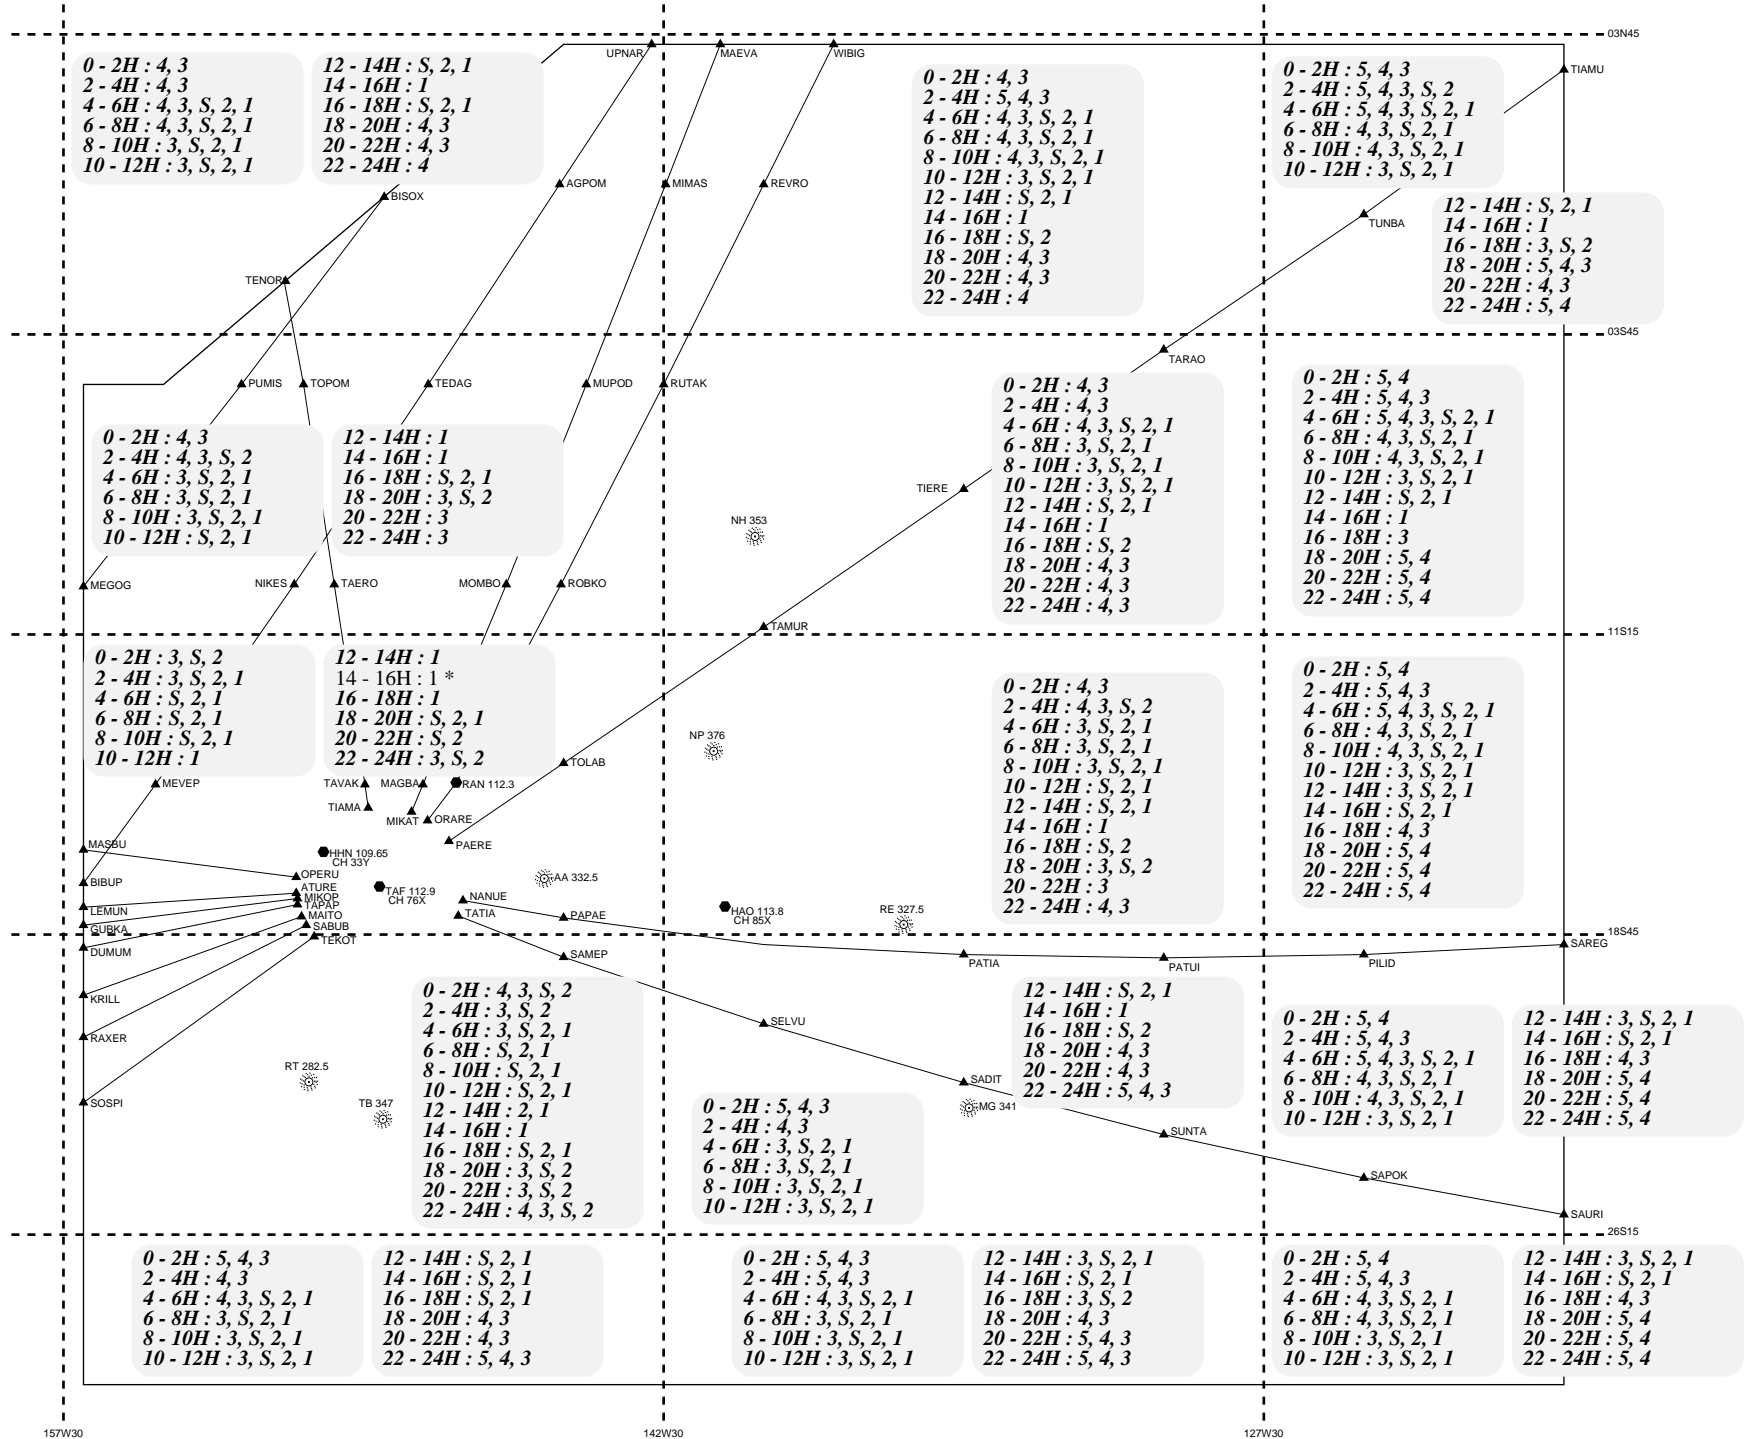 03N45
UPNAR
MAEVA
WIBIG
TIAMU
0 - 2H : 4, 3
2 - 4H : 4, 3
4 - 6H : 4, 3, S, 2, 1
6 - 8H : 4, 3, S, 2, 1
8 - 10H : 3, S, 2, 1
10 - 12H : 3, S, 2, 1
12 - 14H : S, 2, 1
14 - 16H : 1
16 - 18H : S, 2, 1
18 - 20H : 4, 3
20 - 22H : 4, 3
22 - 24H : 4
0 - 2H : 4, 3
2 - 4H : 5, 4, 3
4 - 6H : 4, 3, S, 2, 1
6 - 8H : 4, 3, S, 2, 1
8 - 10H : 4, 3, S, 2, 1
10 - 12H : 3, S, 2, 1
12 - 14H : S, 2, 1
14 - 16H : 1
16 - 18H : S, 2
18 - 20H : 4, 3
20 - 22H : 4, 3
22 - 24H : 4
0 - 2H : 5, 4, 3
2 - 4H : 5, 4, 3, S, 2
4 - 6H : 5, 4, 3, S, 2, 1
6 - 8H : 4, 3, S, 2, 1
8 - 10H : 4, 3, S, 2, 1
10 - 12H : 3, S, 2, 1
12 - 14H : S, 2, 1
14 - 16H : 1
16 - 18H : 3, S, 2
18 - 20H : 5, 4, 3
20 - 22H : 4, 3
22 - 24H : 5, 4
BISOX
AGPOM
MIMAS
REVRO
TUNBA
TENOR
03S45
TARAO
PUMIS
TOPOM
TEDAG
MUPOD
RUTAK
0 - 2H : 4, 3
2 - 4H : 4, 3, S, 2
4 - 6H : 3, S, 2, 1
6 - 8H : 3, S, 2, 1
8 - 10H : 3, S, 2, 1
10 - 12H : S, 2, 1
12 - 14H : 1
14 - 16H : 1
16 - 18H : S, 2, 1
18 - 20H : 3, S, 2
20 - 22H : 3
22 - 24H : 3
0 - 2H : 4, 3
2 - 4H : 4, 3
4 - 6H : 4, 3, S, 2, 1
6 - 8H : 3, S, 2, 1
8 - 10H : 3, S, 2, 1
10 - 12H : 3, S, 2, 1
12 - 14H : S, 2, 1
14 - 16H : 1
16 - 18H : S, 2
18 - 20H : 4, 3
20 - 22H : 4, 3
22 - 24H : 4, 3
0 - 2H : 5, 4
2 - 4H : 5, 4, 3
4 - 6H : 5, 4, 3, S, 2, 1
6 - 8H : 4, 3, S, 2, 1
8 - 10H : 4, 3, S, 2, 1
10 - 12H : 3, S, 2, 1
12 - 14H : S, 2, 1
14 - 16H : 1
16 - 18H : 3
18 - 20H : 5, 4
20 - 22H : 5, 4
22 - 24H : 5, 4
TIERE
NH 353
MEGOG
NIKES
TAERO
MOMBO
ROBKO
TAMUR
11S15
0 - 2H : 3, S, 2
2 - 4H : 3, S, 2, 1
4 - 6H : S, 2, 1
6 - 8H : S, 2, 1
8 - 10H : S, 2, 1
10 - 12H : 1
12 - 14H : 1
14 - 16H : 1 *
16 - 18H : 1
18 - 20H : S, 2, 1
20 - 22H : S, 2
22 - 24H : 3, S, 2
0 - 2H : 4, 3
2 - 4H : 4, 3, S, 2
4 - 6H : 3, S, 2, 1
6 - 8H : 3, S, 2, 1
8 - 10H : 3, S, 2, 1
10 - 12H : S, 2, 1
12 - 14H : S, 2, 1
14 - 16H : 1
16 - 18H : S, 2
18 - 20H : 3, S, 2
20 - 22H : 3
22 - 24H : 4, 3
0 - 2H : 5, 4
2 - 4H : 5, 4, 3
4 - 6H : 5, 4, 3, S, 2, 1
6 - 8H : 4, 3, S, 2, 1
8 - 10H : 4, 3, S, 2, 1
10 - 12H : 3, S, 2, 1
12 - 14H : 3, S, 2, 1
14 - 16H : S, 2, 1
16 - 18H : 4, 3
18 - 20H : 5, 4
20 - 22H : 5, 4
22 - 24H : 5, 4
NP 376
TOLAB
MEVEP
TAVAK
MAGBA
RAN 112.3
TIAMA
MIKAT
ORARE
PAERE
MASBU
HHN 109.65
CH 33Y
OPERU
BIBUP
ATURE
MIKOP
TAPAP
TAF 112.9
CH 76X
AA 332.5
NANUE
TATIA
PAPAE
HAO 113.8
CH 85X
RE 327.5
LEMUN
MAITO
GUBKA
SABUB
TEKOT
18S45
DUMUM
SAMEP
PATIA
PATUI
PILID
SAREG
KRILL
RAXER
SOSPI
RT 282.5
TB 347
0 - 2H : 4, 3, S, 2
2 - 4H : 3, S, 2
4 - 6H : 3, S, 2, 1
6 - 8H : S, 2, 1
8 - 10H : S, 2, 1
10 - 12H : S, 2, 1
12 - 14H : 2, 1
14 - 16H : 1
16 - 18H : S, 2, 1
18 - 20H : 3, S, 2
20 - 22H : 3, S, 2
22 - 24H : 4, 3, S, 2
SELVU
0 - 2H : 5, 4, 3
2 - 4H : 4, 3
4 - 6H : 3, S, 2, 1
6 - 8H : 3, S, 2, 1
8 - 10H : 3, S, 2, 1
10 - 12H : 3, S, 2, 1
12 - 14H : S, 2, 1
14 - 16H : 1
16 - 18H : S, 2
18 - 20H : 4, 3
20 - 22H : 4, 3
22 - 24H : 5, 4, 3
SADIT
MG 341
SUNTA
0 - 2H : 5, 4
2 - 4H : 5, 4, 3
4 - 6H : 5, 4, 3, S, 2, 1
6 - 8H : 4, 3, S, 2, 1
8 - 10H : 4, 3, S, 2, 1
10 - 12H : 3, S, 2, 1
12 - 14H : 3, S, 2, 1
14 - 16H : S, 2, 1
16 - 18H : 4, 3
18 - 20H : 5, 4
20 - 22H : 5, 4
22 - 24H : 5, 4
SAPOK
SAURI
26S15
0 - 2H : 5, 4, 3
2 - 4H : 4, 3
4 - 6H : 4, 3, S, 2, 1
6 - 8H : 3, S, 2, 1
8 - 10H : 3, S, 2, 1
10 - 12H : 3, S, 2, 1
12 - 14H : S, 2, 1
14 - 16H : S, 2, 1
16 - 18H : S, 2, 1
18 - 20H : 4, 3
20 - 22H : 4, 3
22 - 24H : 5, 4, 3
0 - 2H : 5, 4, 3
2 - 4H : 5, 4, 3
4 - 6H : 4, 3, S, 2, 1
6 - 8H : 3, S, 2, 1
8 - 10H : 3, S, 2, 1
10 - 12H : 3, S, 2, 1
12 - 14H : 3, S, 2, 1
14 - 16H : S, 2, 1
16 - 18H : 3, S, 2
18 - 20H : 4, 3
20 - 22H : 5, 4, 3
22 - 24H : 5, 4, 3
0 - 2H : 5, 4
2 - 4H : 5, 4, 3
4 - 6H : 4, 3, S, 2, 1
6 - 8H : 4, 3, S, 2, 1
8 - 10H : 3, S, 2, 1
10 - 12H : 3, S, 2, 1
12 - 14H : 3, S, 2, 1
14 - 16H : S, 2, 1
16 - 18H : 4, 3
18 - 20H : 5, 4
20 - 22H : 5, 4
22 - 24H : 5, 4
157W30
142W30
127W30